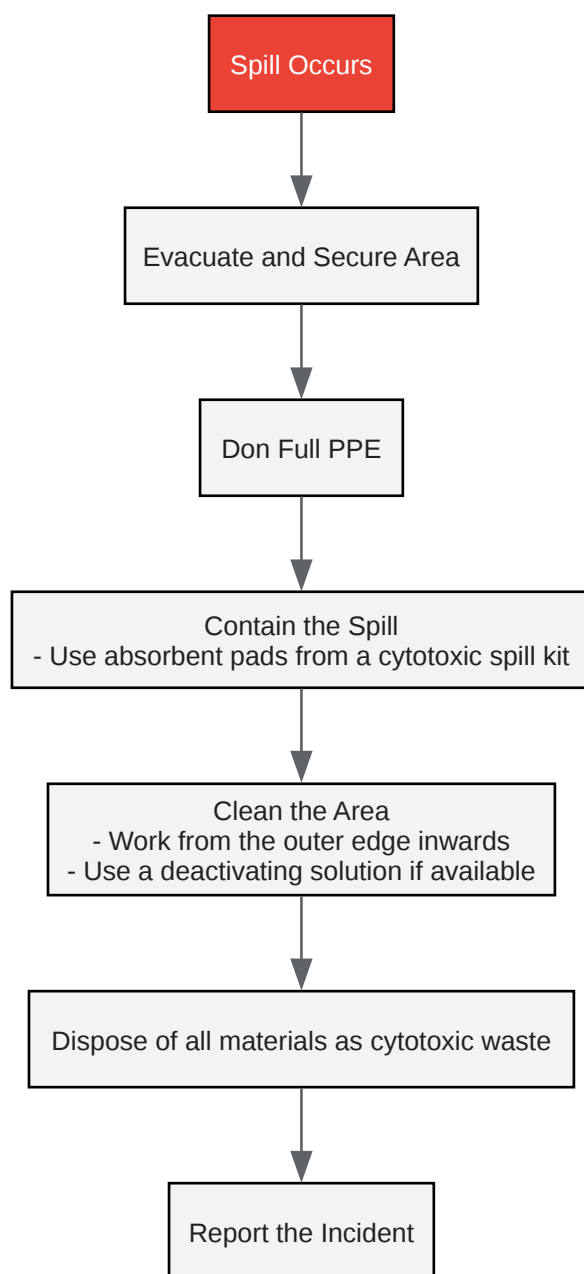 Spill Occurs
Evacuate and Secure Area
Don Full PPE
Contain the Spill
- Use absorbent pads from a cytotoxic spill kit
Clean the Area
- Work from the outer edge inwards
- Use a deactivating solution if available
Dispose of all materials as cytotoxic waste
Report the Incident